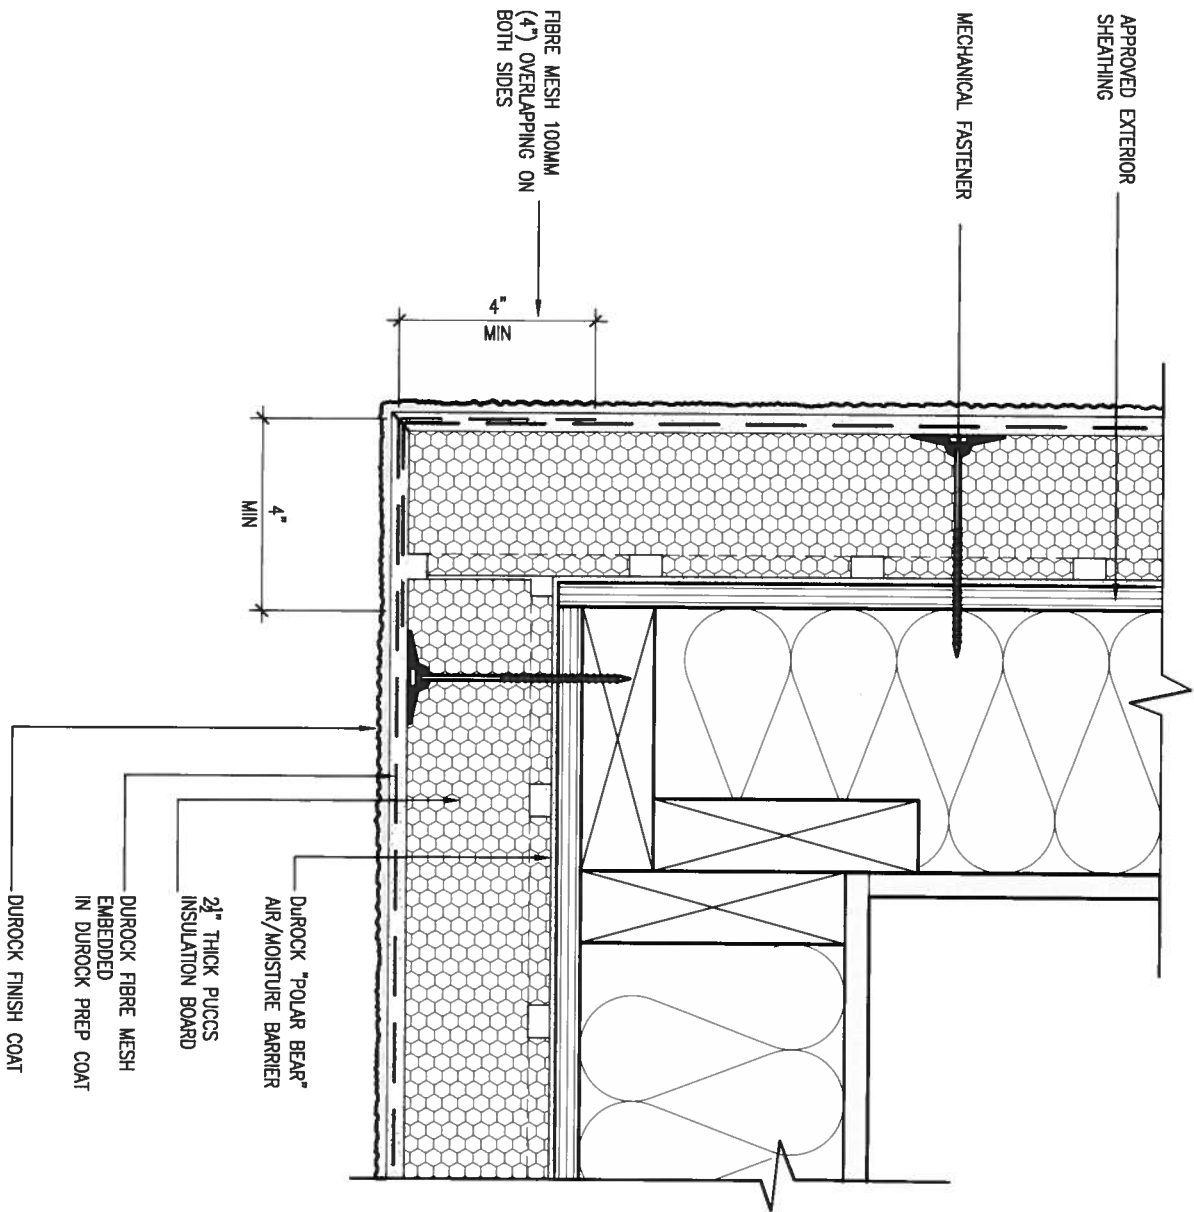 APPROVED EXTERIOR
SHEATHING
MECHANICAL FASTENER
FIBRE MESH 100MM
(4") OVERLAPPING ON
BOTH SIDES
4"
MIN
4"
MIN
DuROCK "POLAR BEAR"
AIR/MOISTURE BARRIER
2½" THICK PUCCS
INSULATION BOARD
DUROCK FIBRE MESH
EMBEDDED
IN DUROCK PREP COAT
DUROCK FINISH COAT